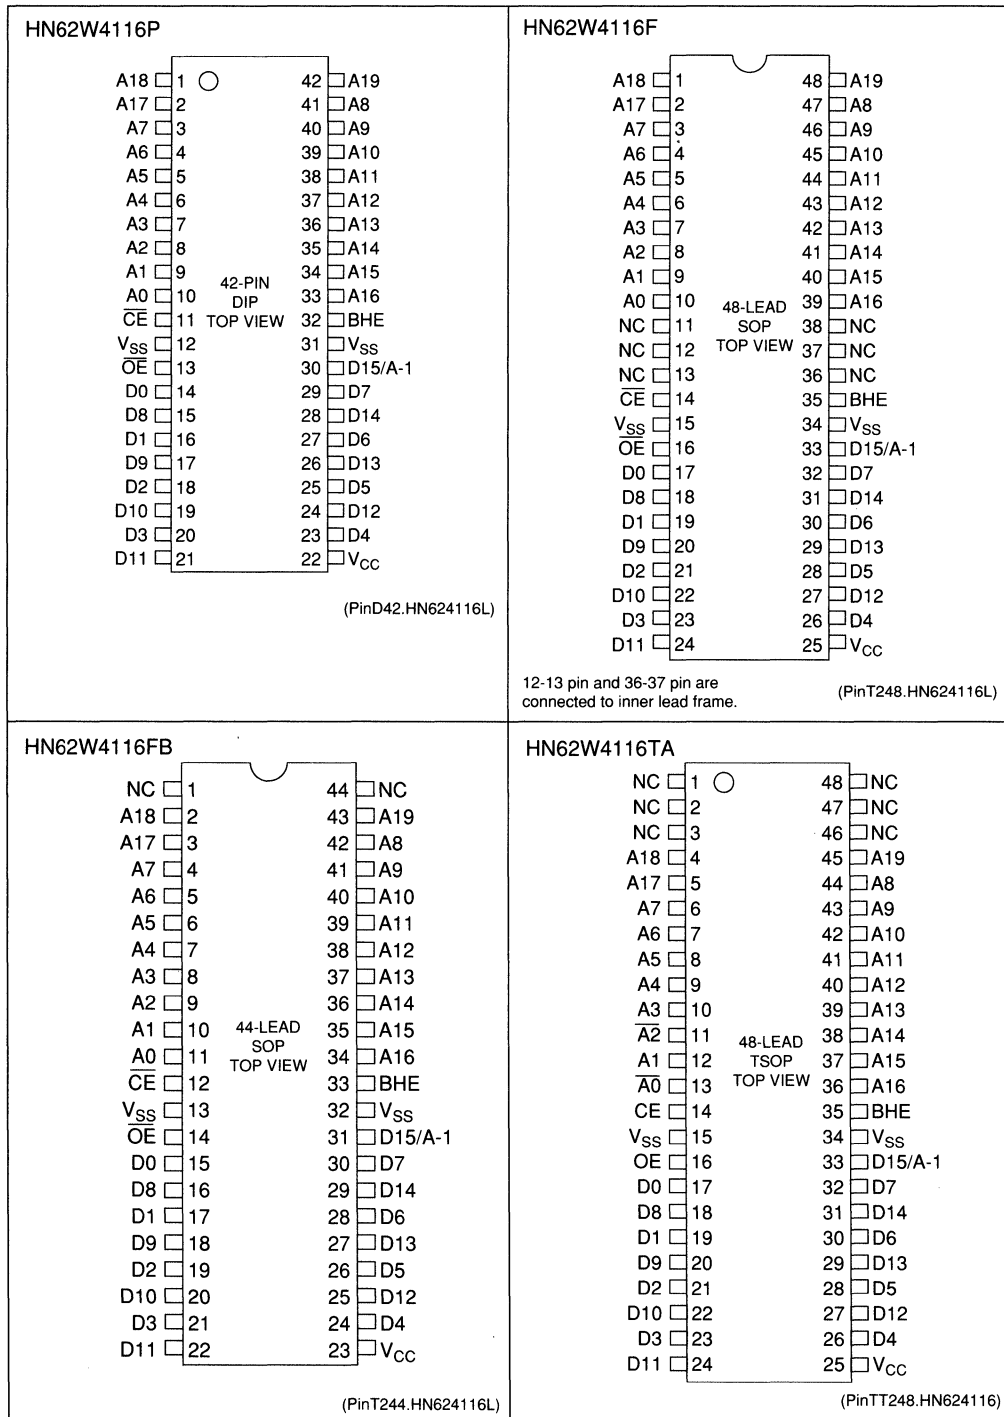 HN62W4116P
A18 1 42 A19
A17 2 41 A8
A7 3 40 A9
A6 4 39 A10
A5 5 38 A11
A4 6 37 A12
A3 7 36 A13
A2 8 35 A14
A1 9 34 A15
A0 10 33 A16
C̅E̅ 11 32 BHE
VSS 12 31 VSS
O̅E̅ 13 30 D15/A-1
D0 14 29 D7
D8 15 28 D14
D1 16 27 D6
D9 17 26 D13
D2 18 25 D5
D10 19 24 D12
D3 20 23 D4
D11 21 22 VCC
42-PIN
DIP
TOP VIEW
(PinD42.HN624116L)
HN62W4116F
A18 1 48 A19
A17 2 47 A8
A7 3 46 A9
A6 4 45 A10
A5 5 44 A11
A4 6 43 A12
A3 7 42 A13
A2 8 41 A14
A1 9 40 A15
A0 10 39 A16
NC 11 38 NC
NC 12 37 NC
NC 13 36 NC
C̅E̅ 14 35 BHE
VSS 15 34 VSS
O̅E̅ 16 33 D15/A-1
D0 17 32 D7
D8 18 31 D14
D1 19 30 D6
D9 20 29 D13
D2 21 28 D5
D10 22 27 D12
D3 23 26 D4
D11 24 25 VCC
48-LEAD
SOP
TOP VIEW
12-13 pin and 36-37 pin are
connected to inner lead frame.
(PinT248.HN624116L)
HN62W4116FB
NC 1 44 NC
A18 2 43 A19
A17 3 42 A8
A7 4 41 A9
A6 5 40 A10
A5 6 39 A11
A4 7 38 A12
A3 8 37 A13
A2 9 36 A14
A1 10 35 A15
A0 11 34 A16
C̅E̅ 12 33 BHE
VSS 13 32 VSS
O̅E̅ 14 31 D15/A-1
D0 15 30 D7
D8 16 29 D14
D1 17 28 D6
D9 18 27 D13
D2 19 26 D5
D10 20 25 D12
D3 21 24 D4
D11 22 23 VCC
44-LEAD
SOP
TOP VIEW
(PinT244.HN624116L)
HN62W4116TA
NC 1 48 NC
NC 2 47 NC
NC 3 46 NC
A18 4 45 A19
A17 5 44 A8
A7 6 43 A9
A6 7 42 A10
A5 8 41 A11
A4 9 40 A12
A3 10 39 A13
A̅2̅ 11 38 A14
A1 12 37 A15
A̅0̅ 13 36 A16
CE 14 35 BHE
VSS 15 34 VSS
OE 16 33 D15/A-1
D0 17 32 D7
D8 18 31 D14
D1 19 30 D6
D9 20 29 D13
D2 21 28 D5
D10 22 27 D12
D3 23 26 D4
D11 24 25 VCC
48-LEAD
TSOP
TOP VIEW
(PinTT248.HN624116)